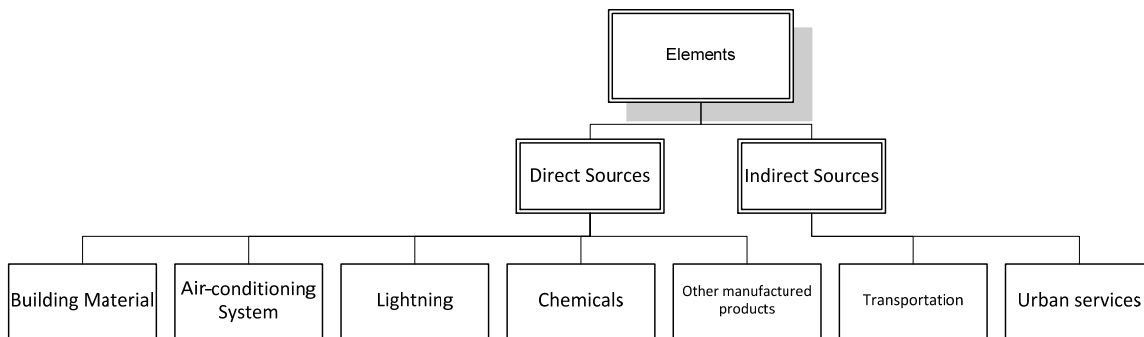 Elements
Direct Sources
Indirect Sources
Building Material
Air-conditioning
System
Lightning
Chemicals
Other manufactured
products
Transportation
Urban services